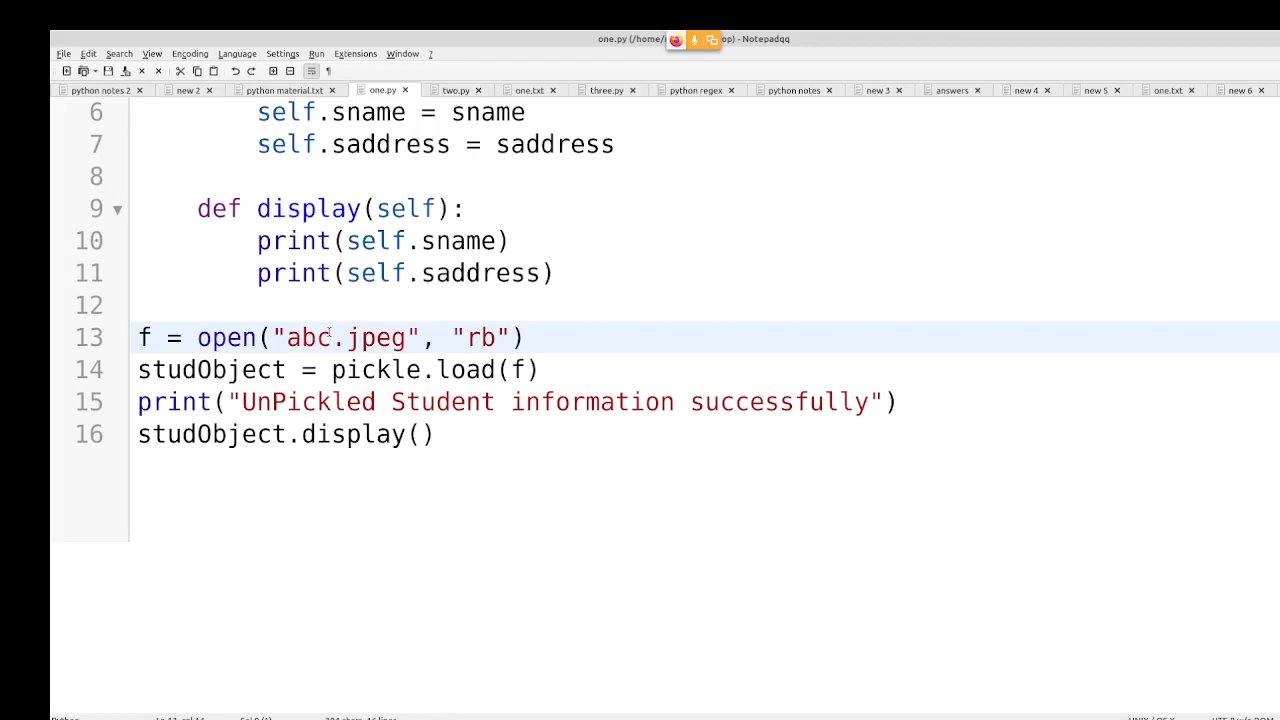 one.py (/home/ op) - Notepadqq
File Edit Search View Encoding Language Settings Run Extensions Window ?
python notes 2 new 2 python material.txt one.py two.py one.txt three.py python regex python notes new 3 answers new 4 new 5 one.txt new 6
6 self.sname = sname
7 self.saddress = saddress
8
9 def display(self):
10 print(self.sname)
11 print(self.saddress)
12
13 f = open("abc.jpeg", "rb")
14 studObject = pickle.load(f)
15 print("UnPickled Student information successfully")
16 studObject.display()